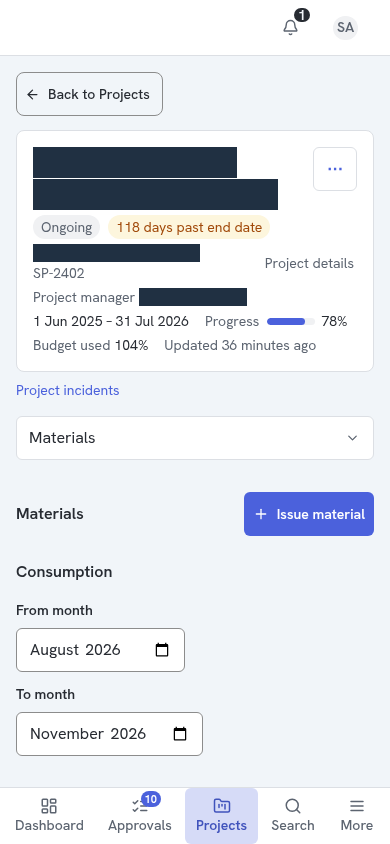 1
SA
Back to Projects
...
Ongoing 118 days past end date
SP-2402
Project details
Project manager
1 Jun 2025 – 31 Jul 2026 Progress 78%
Budget used 104% Updated 36 minutes ago
Project incidents
Materials
Materials
Issue material
Consumption
From month
August 2026
To month
November 2026
10
Dashboard Approvals Projects Search More